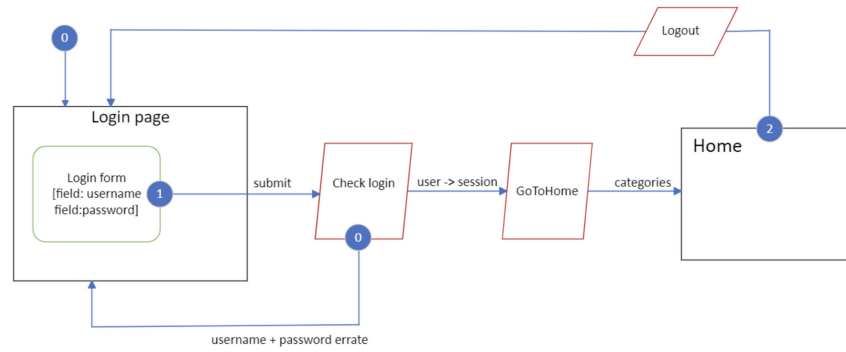 0
Logout
Login page
2
Home
Login form
[field: username
field:password]
1
submit
Check login
user -> session
GoToHome
categories
0
username + password errate